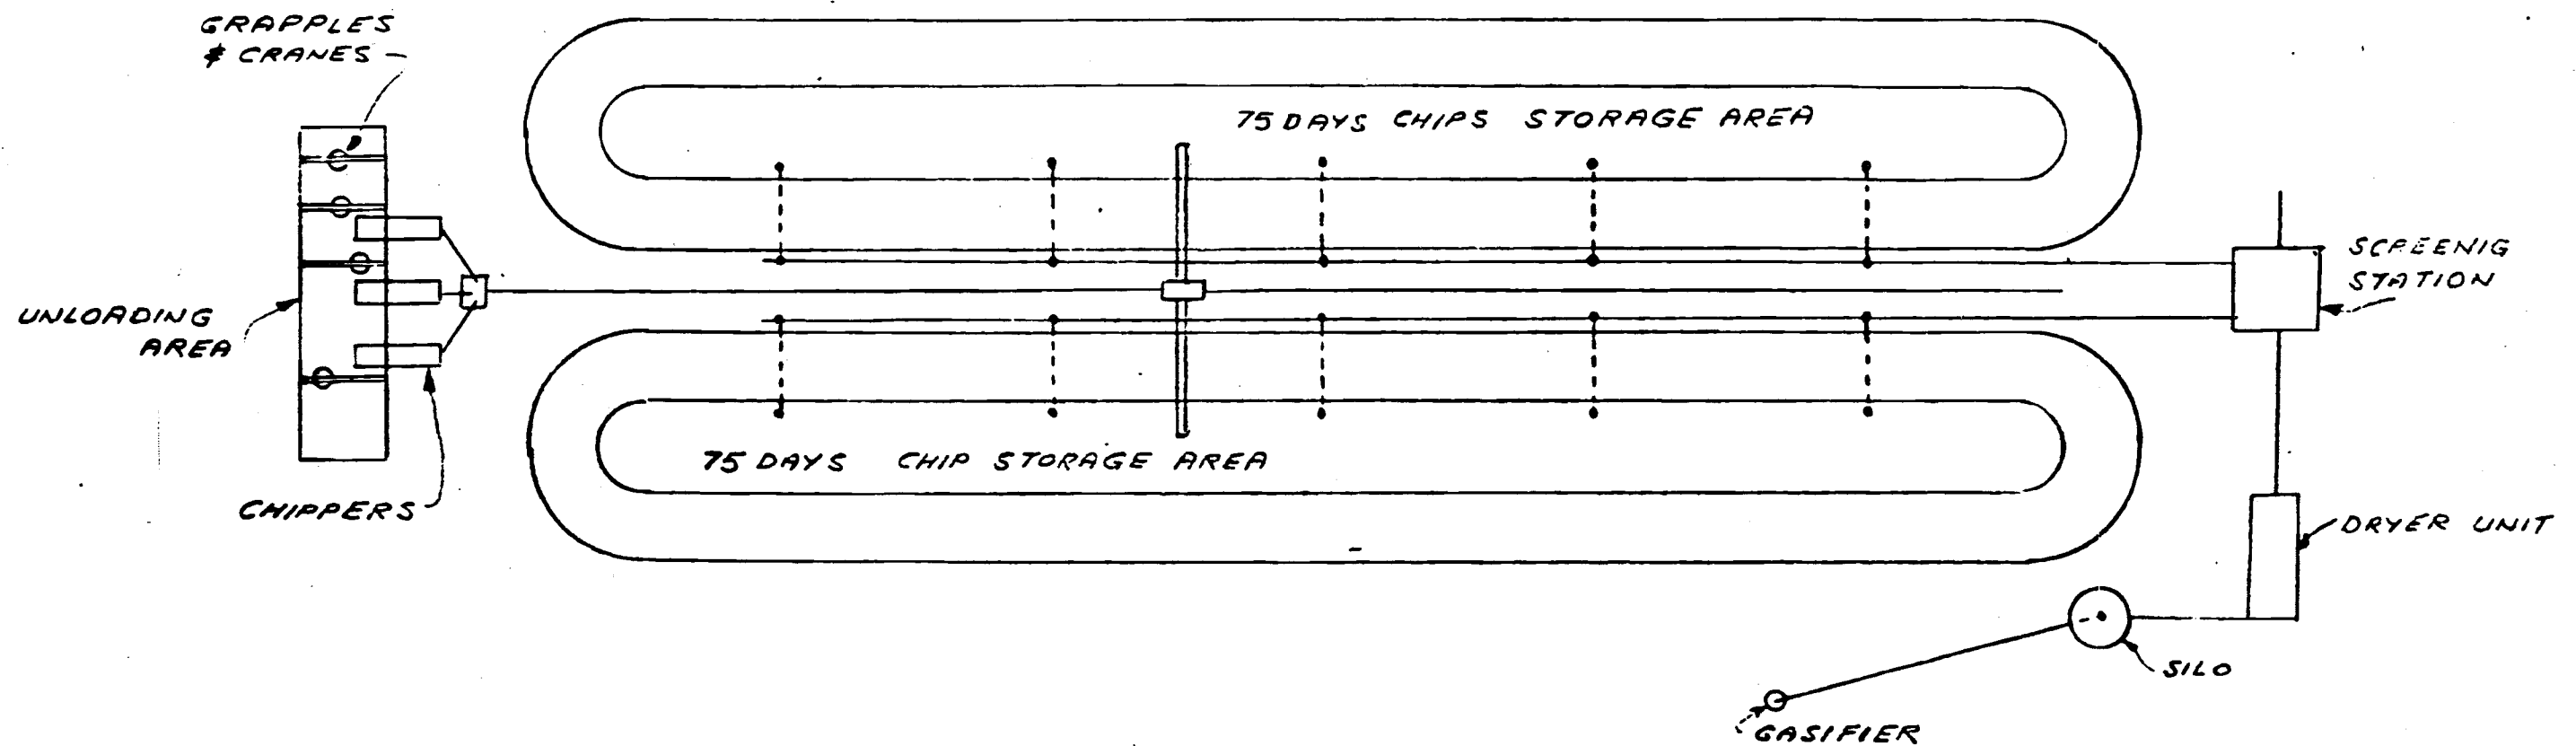 GRAPPLES
& CRANES
75 DAYS CHIPS STORAGE AREA
SCREENIG
STATION
UNLOADING
AREA
75 DAYS CHIP STORAGE AREA
CHIPPERS
DRYER UNIT
SILO
GASIFIER